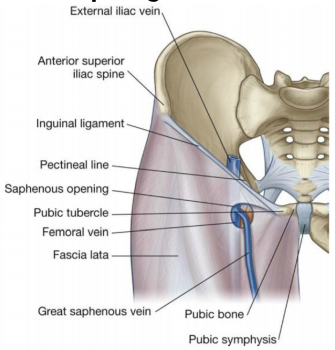 External iliac vein
Anterior superior
iliac spine
Inguinal ligament
Pectineal line
Saphenous opening
Pubic tubercle
Femoral vein
Fascia lata
Great saphenous vein
Pubic bone
Pubic symphysis